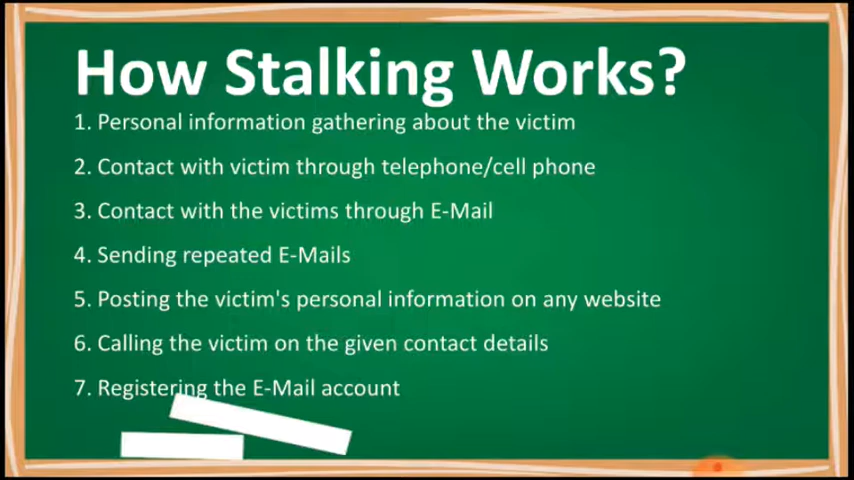 How Stalking Works?
1. Personal information gathering about the victim
2. Contact with victim through telephone/cell phone
3. Contact with the victims through E-Mail
4. Sending repeated E-Mails
5. Posting the victim's personal information on any website
6. Calling the victim on the given contact details
7. Registering the E-Mail account